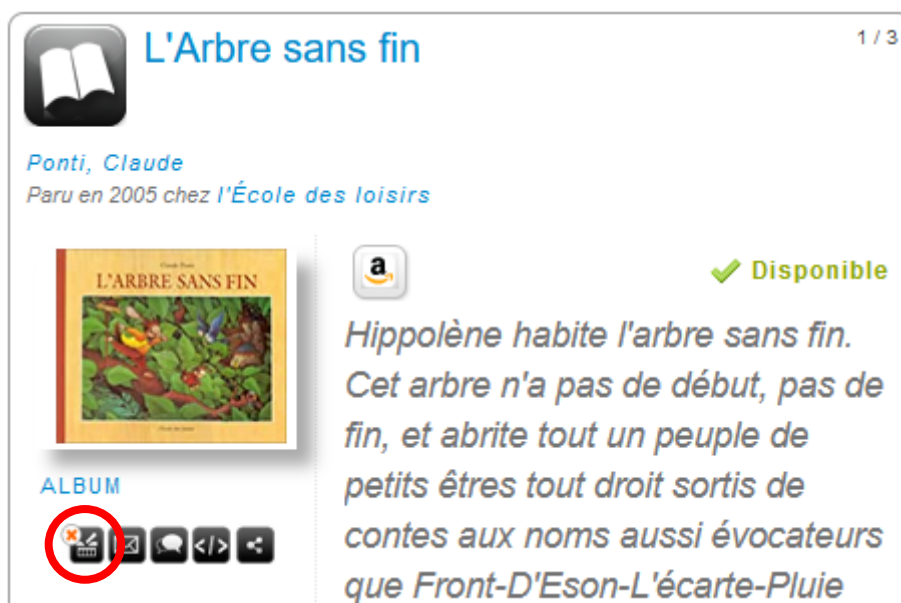 L'Arbre sans fin
1 / 3
Ponti, Claude
Paru en 2005 chez l'École des loisirs
L'ARBRE SANS FIN
a
Disponible
Hippolène habite l'arbre sans fin.
Cet arbre n'a pas de début, pas de
fin, et abrite tout un peuple de
petits êtres tout droit sortis de
contes aux noms aussi évocateurs
que Front-D'Eson-L'écarte-Pluie
ALBUM
</>